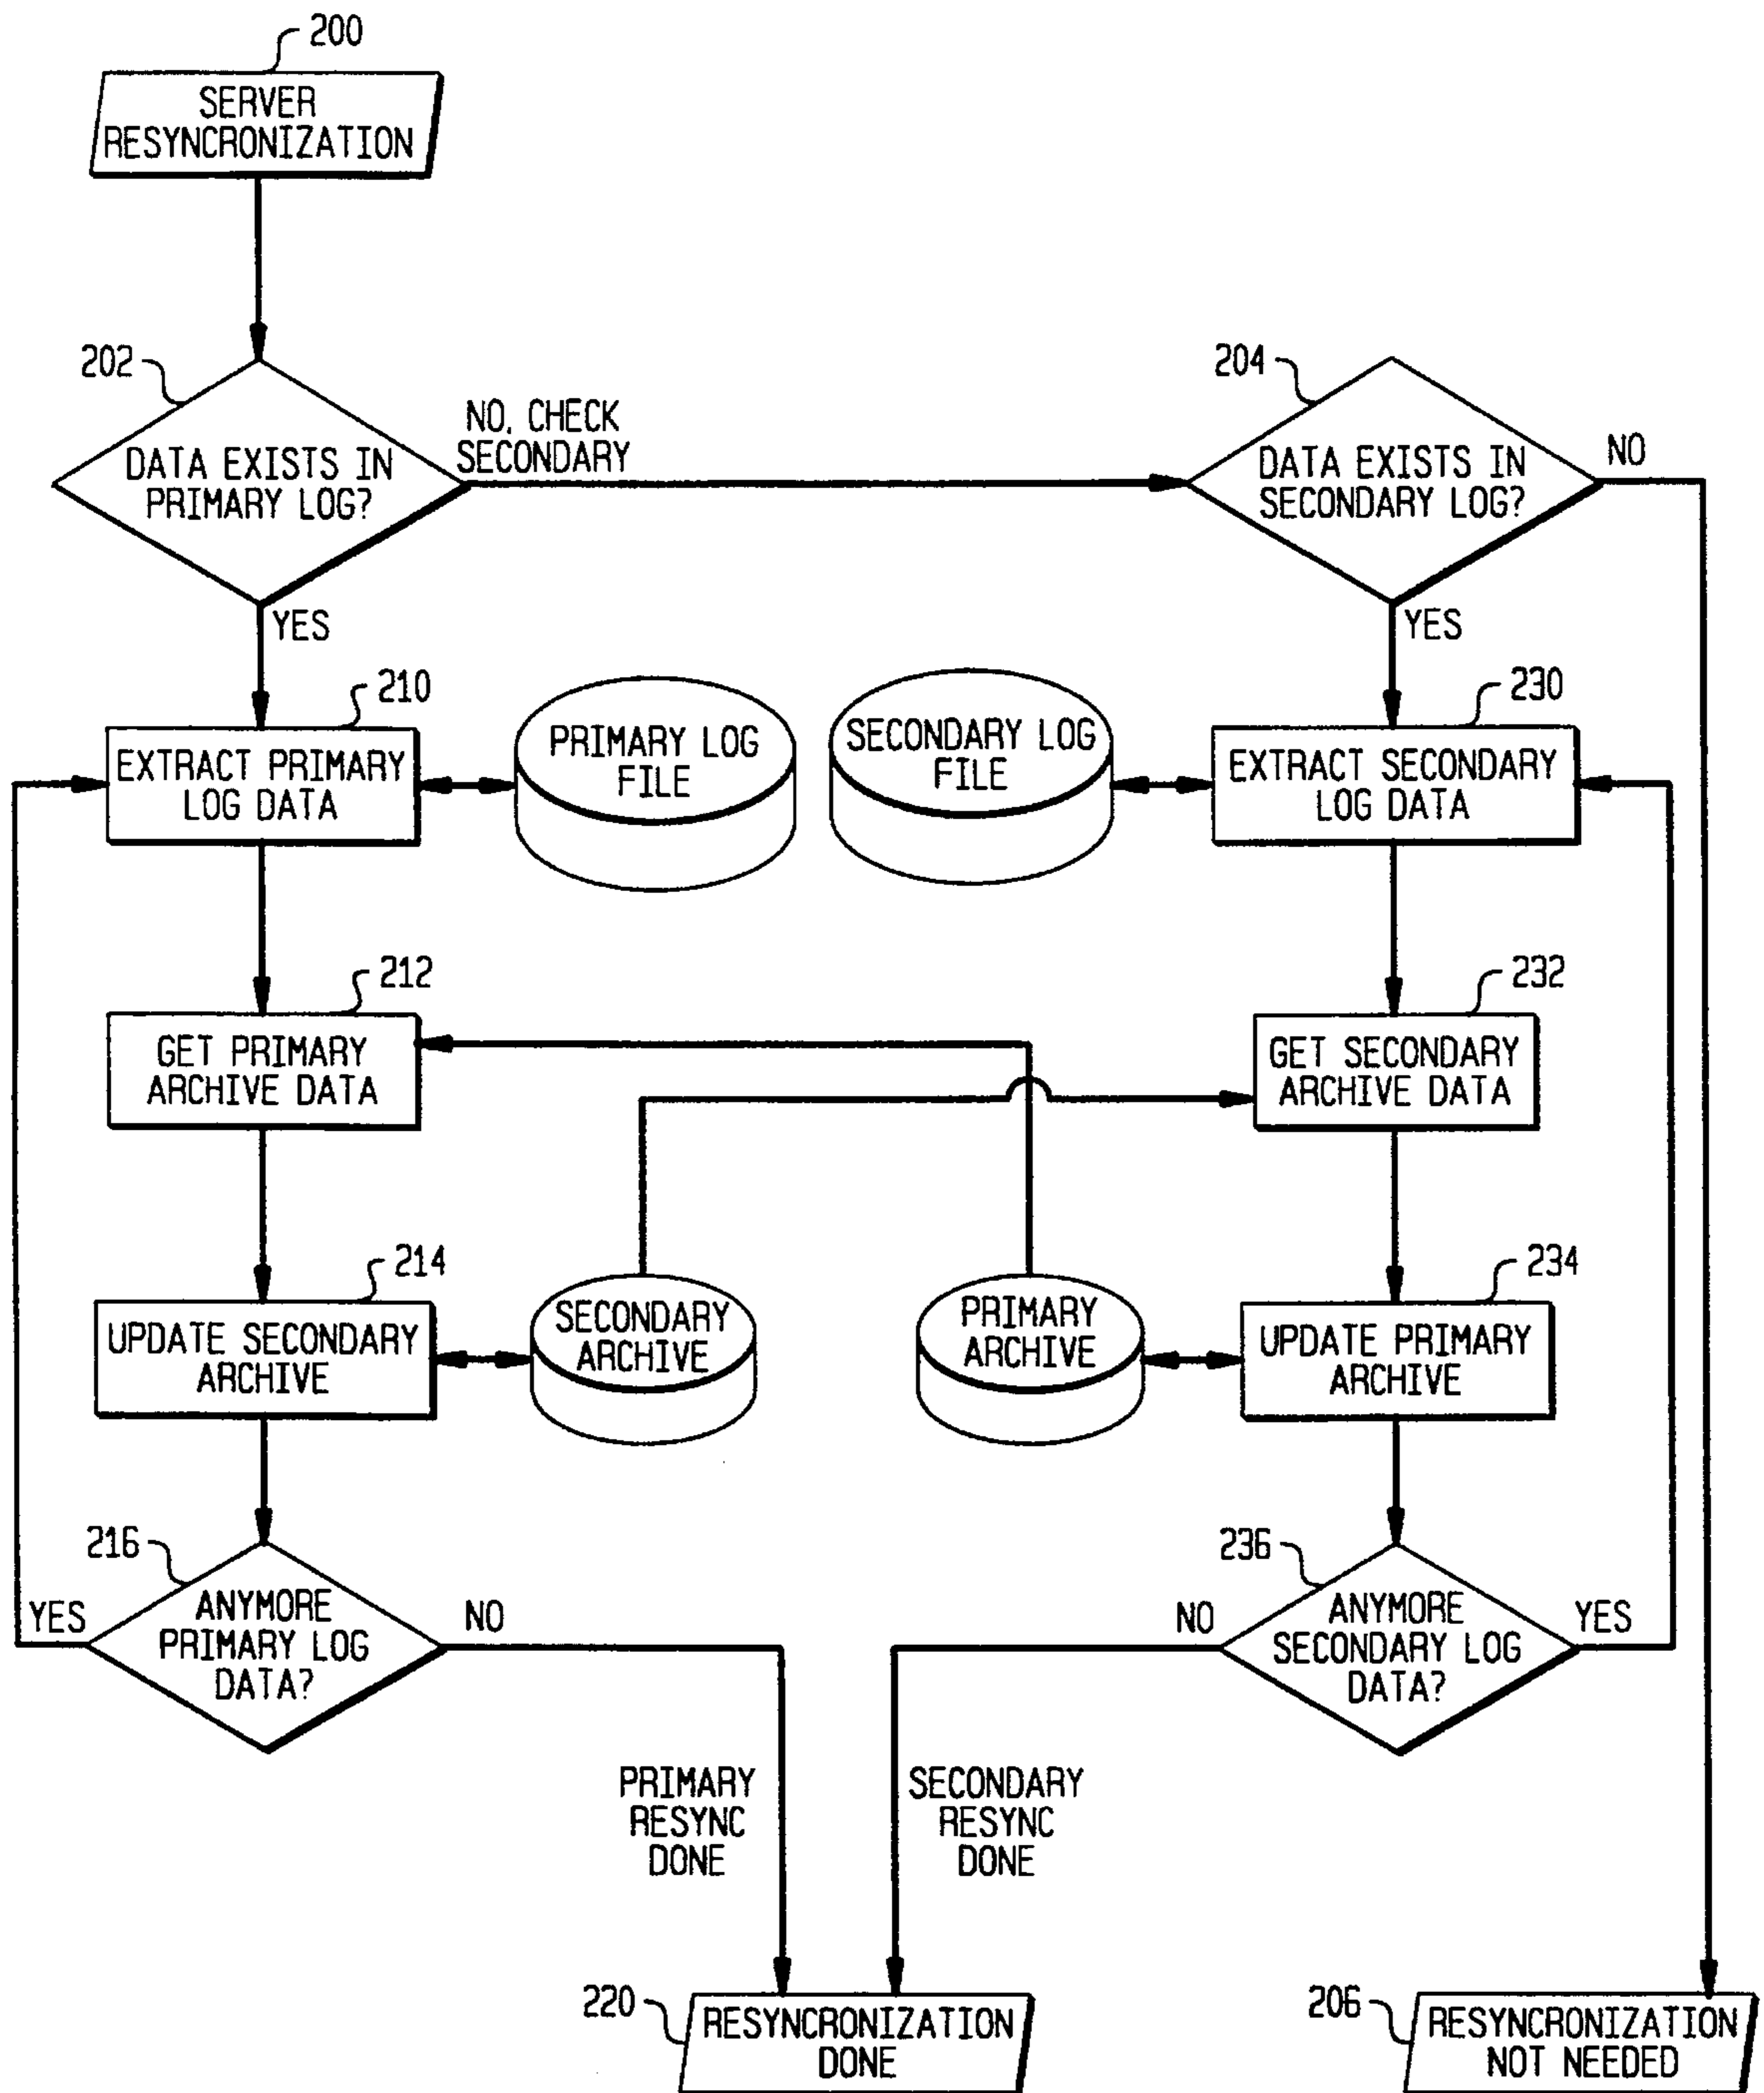 200
SERVER
RESYNCRONIZATION
202
DATA EXISTS IN
PRIMARY LOG?
NO, CHECK
SECONDARY
204
DATA EXISTS IN
SECONDARY LOG?
NO
YES
YES
210
EXTRACT PRIMARY
LOG DATA
PRIMARY LOG
FILE
SECONDARY LOG
FILE
230
EXTRACT SECONDARY
LOG DATA
212
GET PRIMARY
ARCHIVE DATA
232
GET SECONDARY
ARCHIVE DATA
214
UPDATE SECONDARY
ARCHIVE
SECONDARY
ARCHIVE
PRIMARY
ARCHIVE
234
UPDATE PRIMARY
ARCHIVE
216
YES
ANYMORE
PRIMARY LOG
DATA?
NO
236
NO
ANYMORE
SECONDARY LOG
DATA?
YES
PRIMARY
RESYNC
DONE
SECONDARY
RESYNC
DONE
220
RESYNCRONIZATION
DONE
206
RESYNCRONIZATION
NOT NEEDED